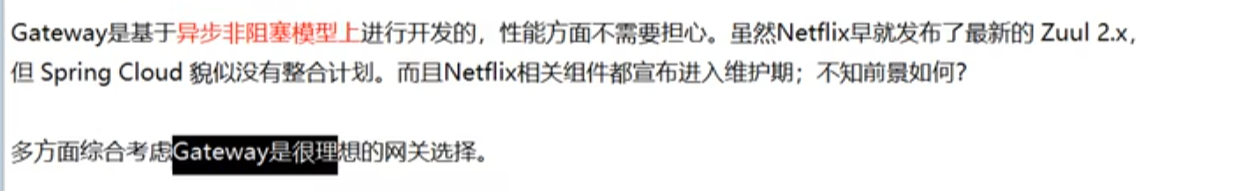 Gateway是基于异步非阻塞模型上进行开发的，性能方面不需要担心。虽然Netflix早就发布了最新的 Zuul 2.x，
但 Spring Cloud 貌似没有整合计划。而且Netflix相关组件都宣布进入维护期；不知前景如何？
多方面综合考虑Gateway是很理想的网关选择。